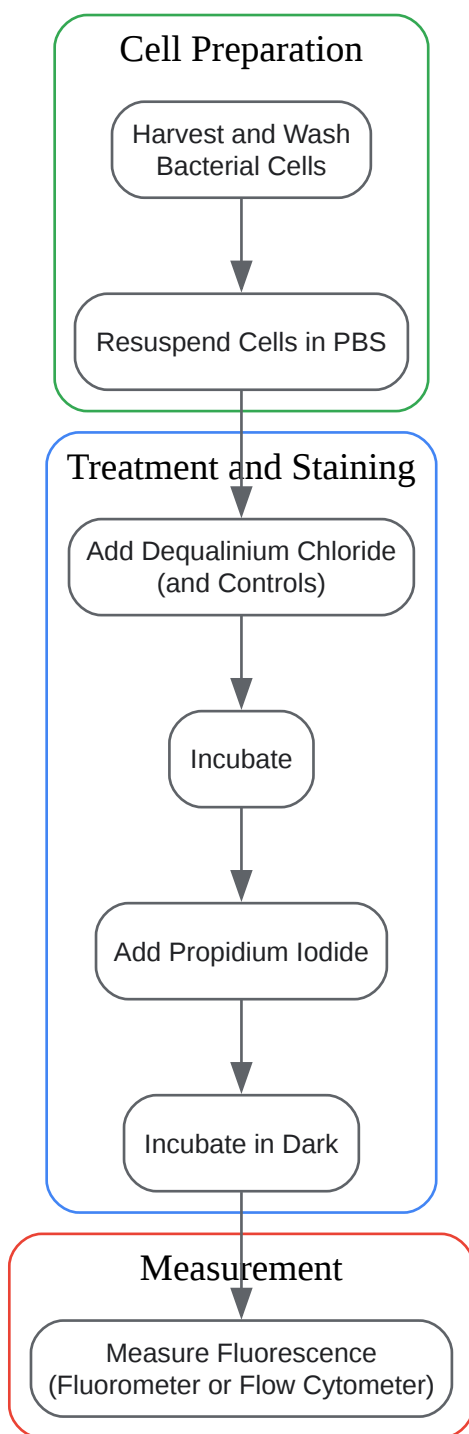 Cell Preparation
Harvest and Wash
Bacterial Cells
Resuspend Cells in PBS
Treatment and Staining
Add Dequalinium Chloride
(and Controls)
Incubate
Add Propidium Iodide
Incubate in Dark
Measurement
Measure Fluorescence
(Fluorometer or Flow Cytometer)